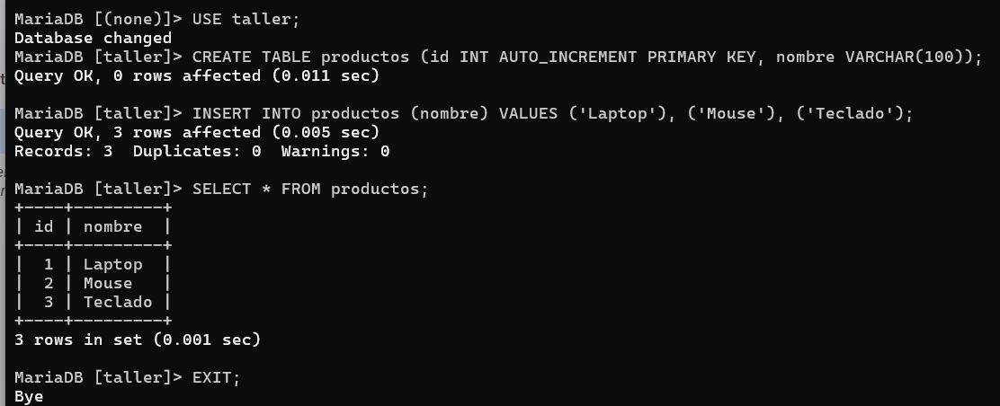 MariaDB [(none)]> USE taller;
Database changed
MariaDB [taller]> CREATE TABLE productos (id INT AUTO_INCREMENT PRIMARY KEY, nombre VARCHAR(100));
Query OK, 0 rows affected (0.011 sec)

MariaDB [taller]> INSERT INTO productos (nombre) VALUES ('Laptop'), ('Mouse'), ('Teclado');
Query OK, 3 rows affected (0.005 sec)
Records: 3  Duplicates: 0  Warnings: 0

MariaDB [taller]> SELECT * FROM productos;
+----+---------+
| id | nombre  |
+----+---------+
|  1 | Laptop  |
|  2 | Mouse   |
|  3 | Teclado |
+----+---------+
3 rows in set (0.001 sec)

MariaDB [taller]> EXIT;
Bye